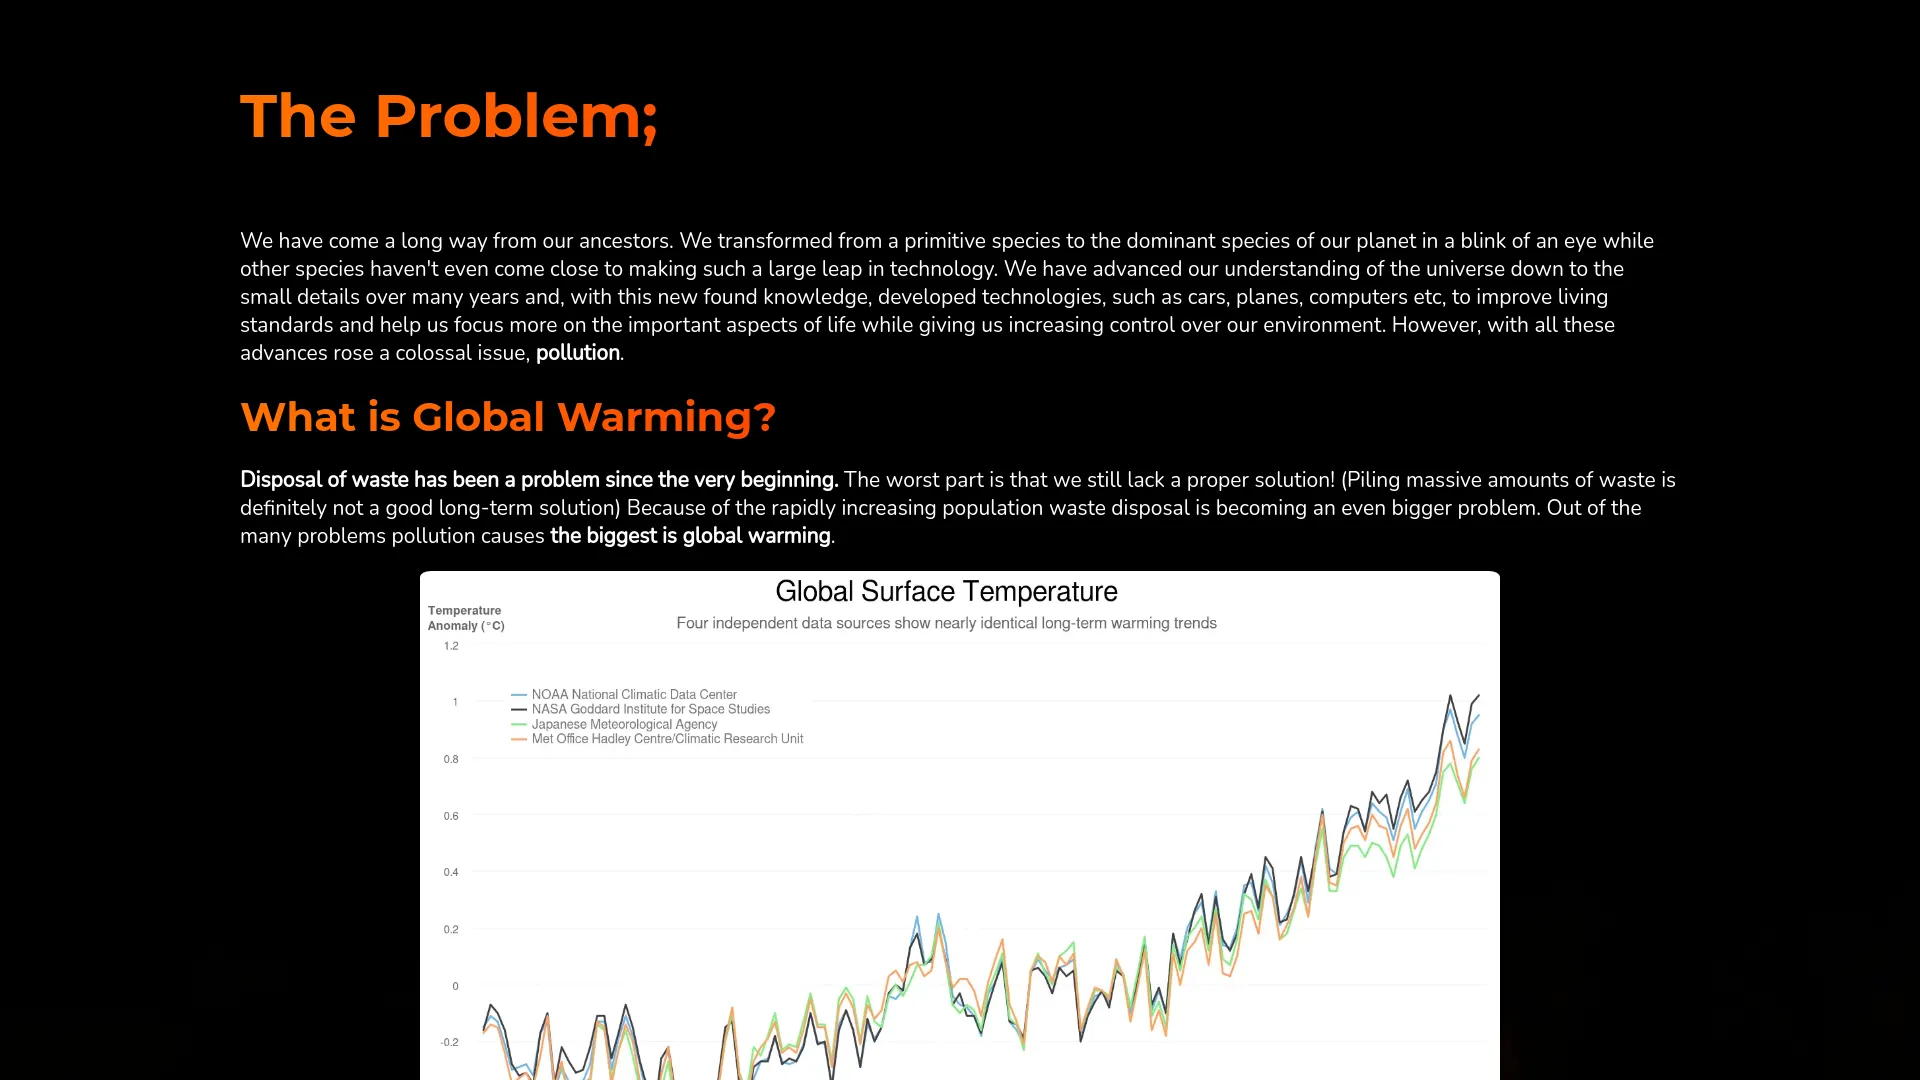 The Problem;
We have come a long way from our ancestors. We transformed from a primitive species to the dominant species of our planet in a blink of an eye while
other species haven't even come close to making such a large leap in technology. We have advanced our understanding of the universe down to the
small details over many years and, with this new found knowledge, developed technologies, such as cars, planes, computers etc, to improve living
standards and help us focus more on the important aspects of life while giving us increasing control over our environment. However, with all these
advances rose a colossal issue, pollution.
What is Global Warming?
Disposal of waste has been a problem since the very beginning. The worst part is that we still lack a proper solution! (Piling massive amounts of waste is
definitely not a good long-term solution) Because of the rapidly increasing population waste disposal is becoming an even bigger problem. Out of the
many problems pollution causes the biggest is global warming.
Global Surface Temperature
Four independent data sources show nearly identical long-term warming trends
Temperature
Anomaly (°C)
1.2
1
0.8
0.6
0.4
0.2
0
-0.2
NOAA National Climatic Data Center
NASA Goddard Institute for Space Studies
Japanese Meteorological Agency
Met Office Hadley Centre/Climatic Research Unit